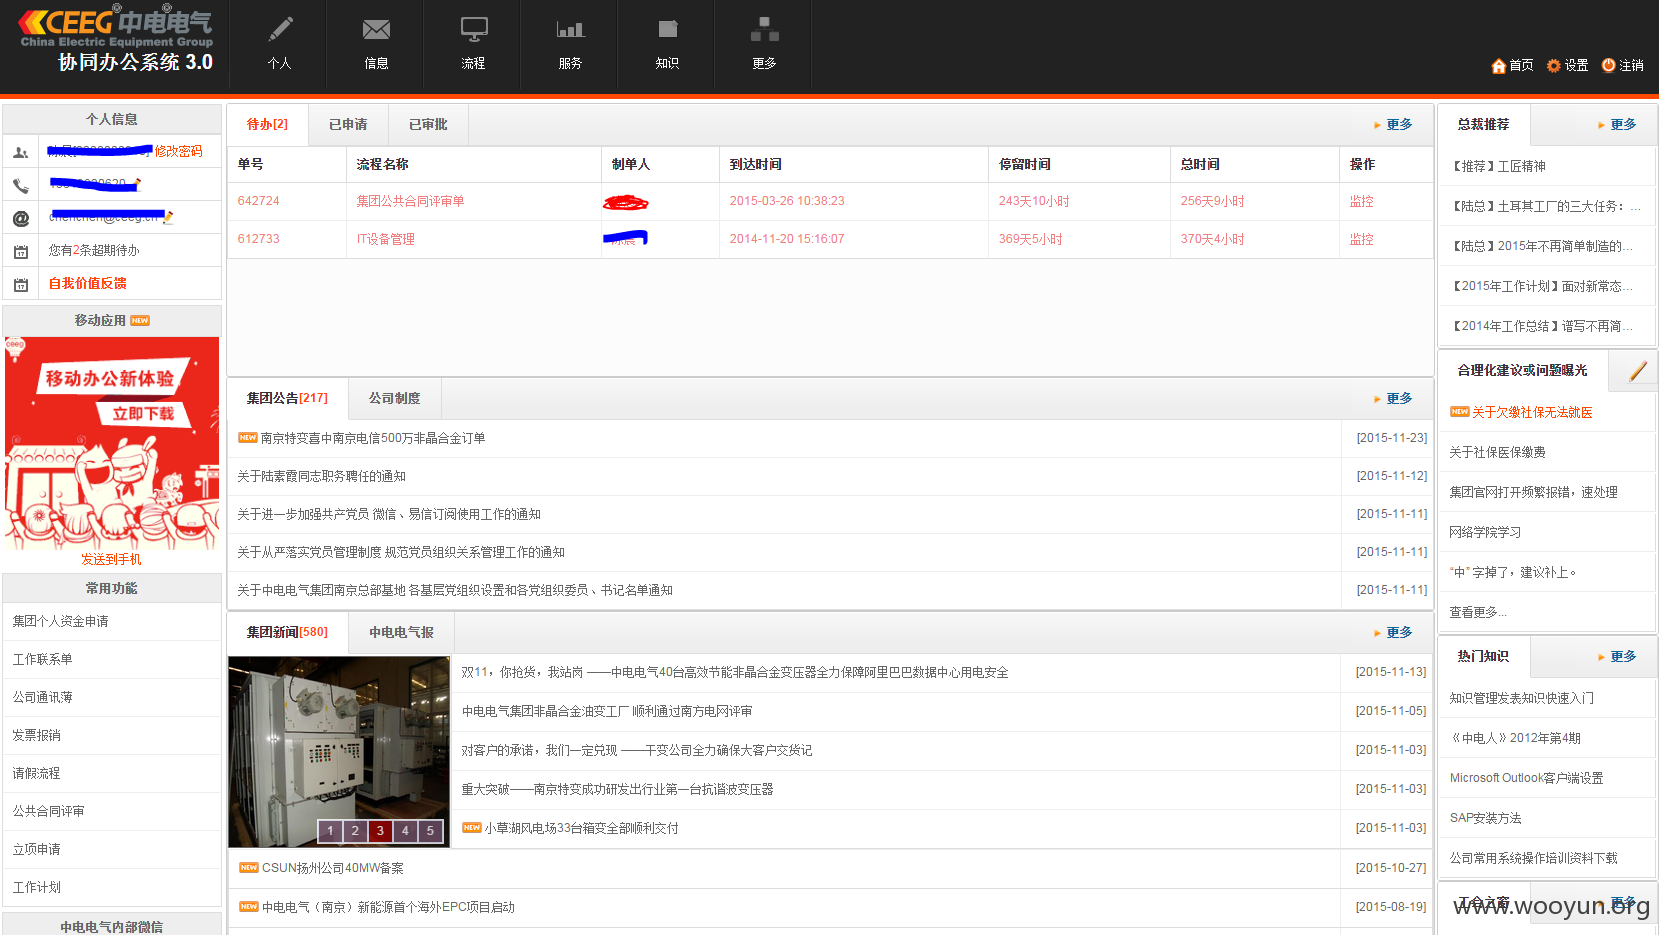 CEEG 中电电气
China Electric Equipment Group
协同办公系统 3.0
个人
信息
流程
服务
知识
更多
首页
设置
注销
个人信息
修改密码
您有2条超期待办
自我价值反馈
移动应用 NEW
ceeg
移动办公新体验
立即下载
发送到手机
常用功能
集团个人资金申请
工作联系单
公司通讯薄
发票报销
请假流程
公共合同评审
立项申请
工作计划
中电电气内部微信
待办[2] 已申请 已审批 更多
单号 流程名称 制单人 到达时间 停留时间 总时间 操作
642724 集团公共合同评审单 2015-03-26 10:38:23 243天10小时 256天9小时 监控
612733 IT设备管理 2014-11-20 15:16:07 369天5小时 370天4小时 监控
集团公告[217] 公司制度 更多
NEW 南京特变喜中南京电信500万非晶合金订单 [2015-11-23]
关于陆素霞同志职务聘任的通知 [2015-11-12]
关于进一步加强共产党员 微信、易信订阅使用工作的通知 [2015-11-11]
关于从严落实党员管理制度 规范党员组织关系管理工作的通知 [2015-11-11]
关于中电电气集团南京总部基地 各基层党组织设置和各党组织委员、书记名单通知 [2015-11-11]
集团新闻[580] 中电电气报 更多
1 2 3 4 5
双11，你抢货，我站岗 ——中电电气40台高效节能非晶合金变压器全力保障阿里巴巴数据中心用电安全 [2015-11-13]
中电电气集团非晶合金油变工厂 顺利通过南方电网评审 [2015-11-05]
对客户的承诺，我们一定兑现 ——干变公司全力确保大客户交货记 [2015-11-03]
重大突破——南京特变成功研发出行业第一台抗谐波变压器 [2015-11-03]
NEW 小草湖风电场33台箱变全部顺利交付 [2015-11-03]
NEW CSUN扬州公司40MW备案 [2015-10-27]
NEW 中电电气（南京）新能源首个海外EPC项目启动 [2015-08-19]
总裁推荐 更多
【推荐】工匠精神
【陆总】土耳其工厂的三大任务：...
【陆总】2015年不再简单制造的...
【2015年工作计划】面对新常态...
【2014年工作总结】谱写不再简...
合理化建议或问题曝光
NEW 关于欠缴社保无法就医
关于社保医保缴费
集团官网打开频繁报错，速处理
网络学院学习
“中” 字掉了，建议补上。
查看更多...
热门知识 更多
知识管理发表知识快速入门
《中电人》2012年第4期
Microsoft Outlook客户端设置
SAP安装方法
公司常用系统操作培训资料下载
工会之窗 更多
www.wooyun.org